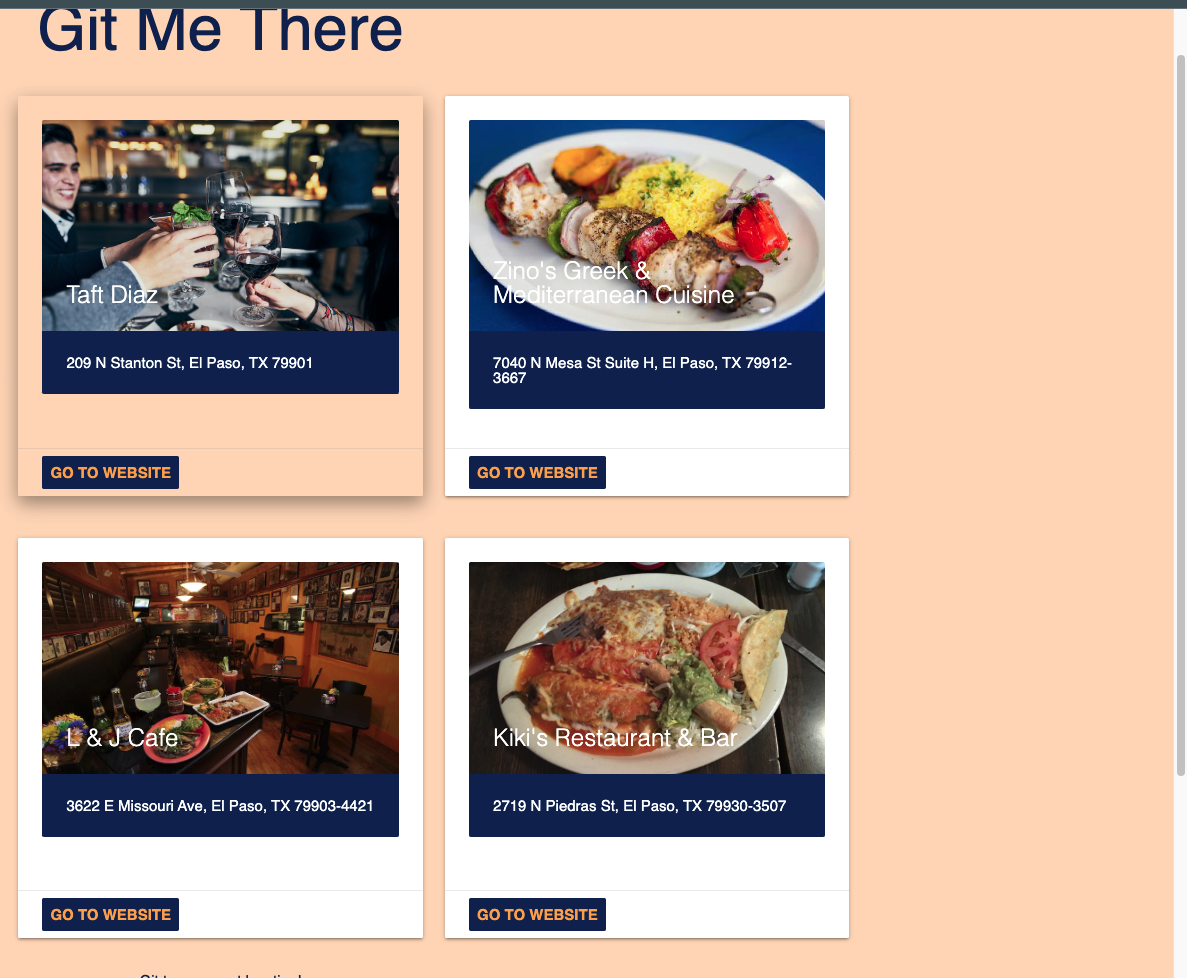 Git Me There
Taft Diaz
209 N Stanton St, El Paso, TX 79901
GO TO WEBSITE
Zino's Greek &
Mediterranean Cuisine
7040 N Mesa St Suite H, El Paso, TX 79912-
3667
GO TO WEBSITE
L & J Cafe
3622 E Missouri Ave, El Paso, TX 79903-4421
GO TO WEBSITE
Kiki's Restaurant & Bar
2719 N Piedras St, El Paso, TX 79930-3507
GO TO WEBSITE